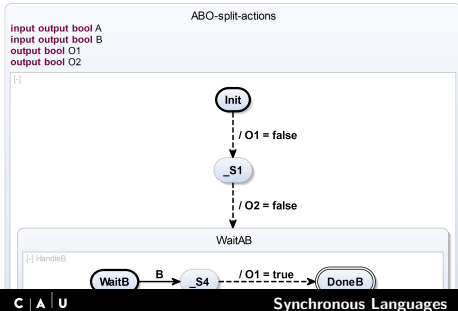 ABO-split-actions
input output bool A
input output bool B
output bool O1
output bool O2
[-]
Init
/ O1 = false
_S1
/ O2 = false
WaitAB
[-] HandleB
WaitB
B
_S4
/ O1 = true
DoneB
C | A | U
Synchronous Languages